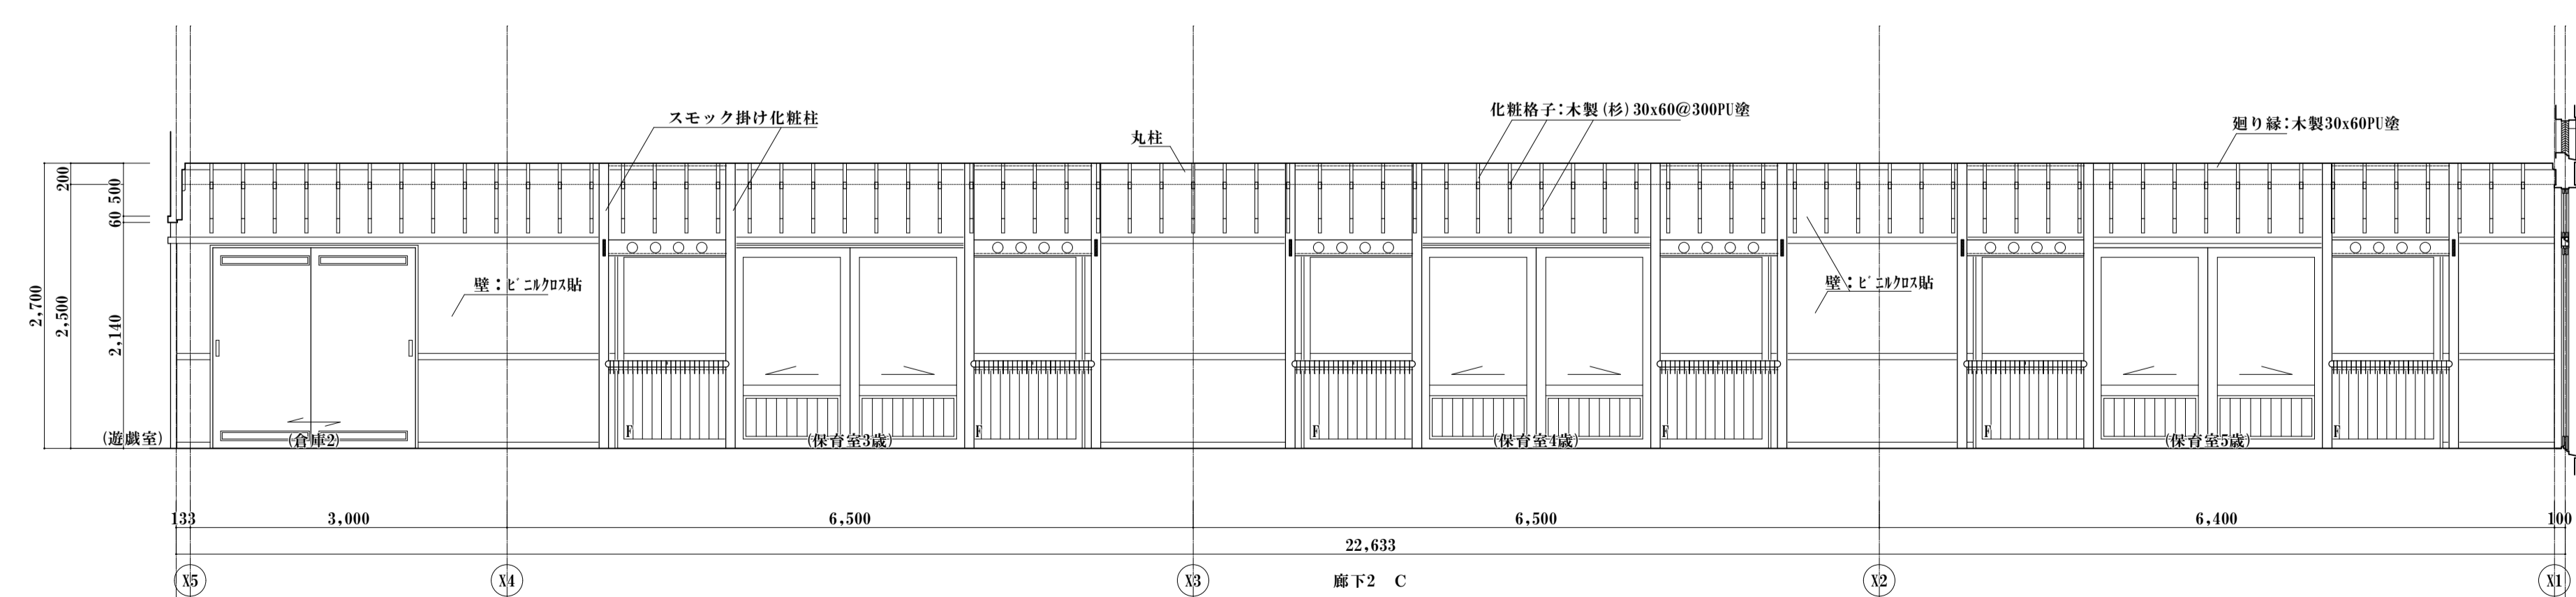 化粧格子:木製(杉)30x60@300PU塗
スモック掛け化粧柱
廻り縁:木製30x60PU塗
丸柱
200
500
60
2,700
2,500
2,140
壁:ﾋﾞﾆﾙｸﾛｽ貼
壁:ﾋﾞﾆﾙｸﾛｽ貼
F
F
F
F
F
F
(遊戯室)
(倉庫2)
(保育室3歳)
(保育室4歳)
(保育室5歳)
133
3,000
6,500
6,500
6,400
100
22,633
X5
X4
X3
廊下2 C
X2
X1